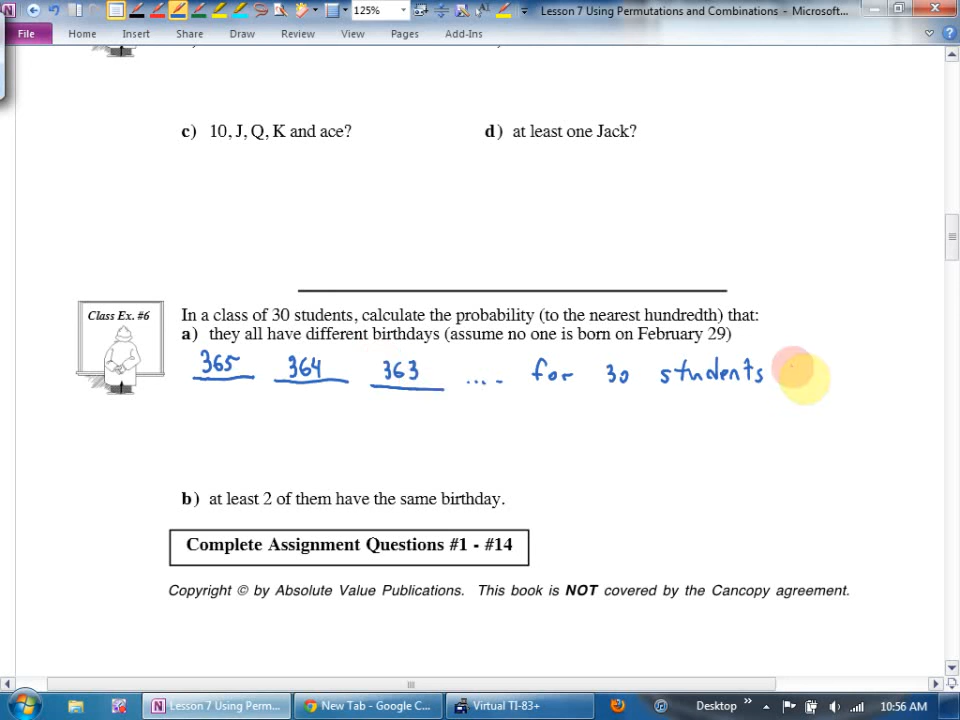 125%
Lesson 7 Using Permutations and Combinations - Microsoft...
File Home Insert Share Draw Review View Pages Add-Ins
c) 10, J, Q, K and ace? d) at least one Jack?
Class Ex. #6
In a class of 30 students, calculate the probability (to the nearest hundredth) that:
a) they all have different birthdays (assume no one is born on February 29)
365 364 363 .... for 30 students
b) at least 2 of them have the same birthday.
Complete Assignment Questions #1 - #14
Copyright © by Absolute Value Publications. This book is NOT covered by the Cancopy agreement.
Lesson 7 Using Perm... New Tab - Google C... Virtual TI-83+ Desktop 10:56 AM